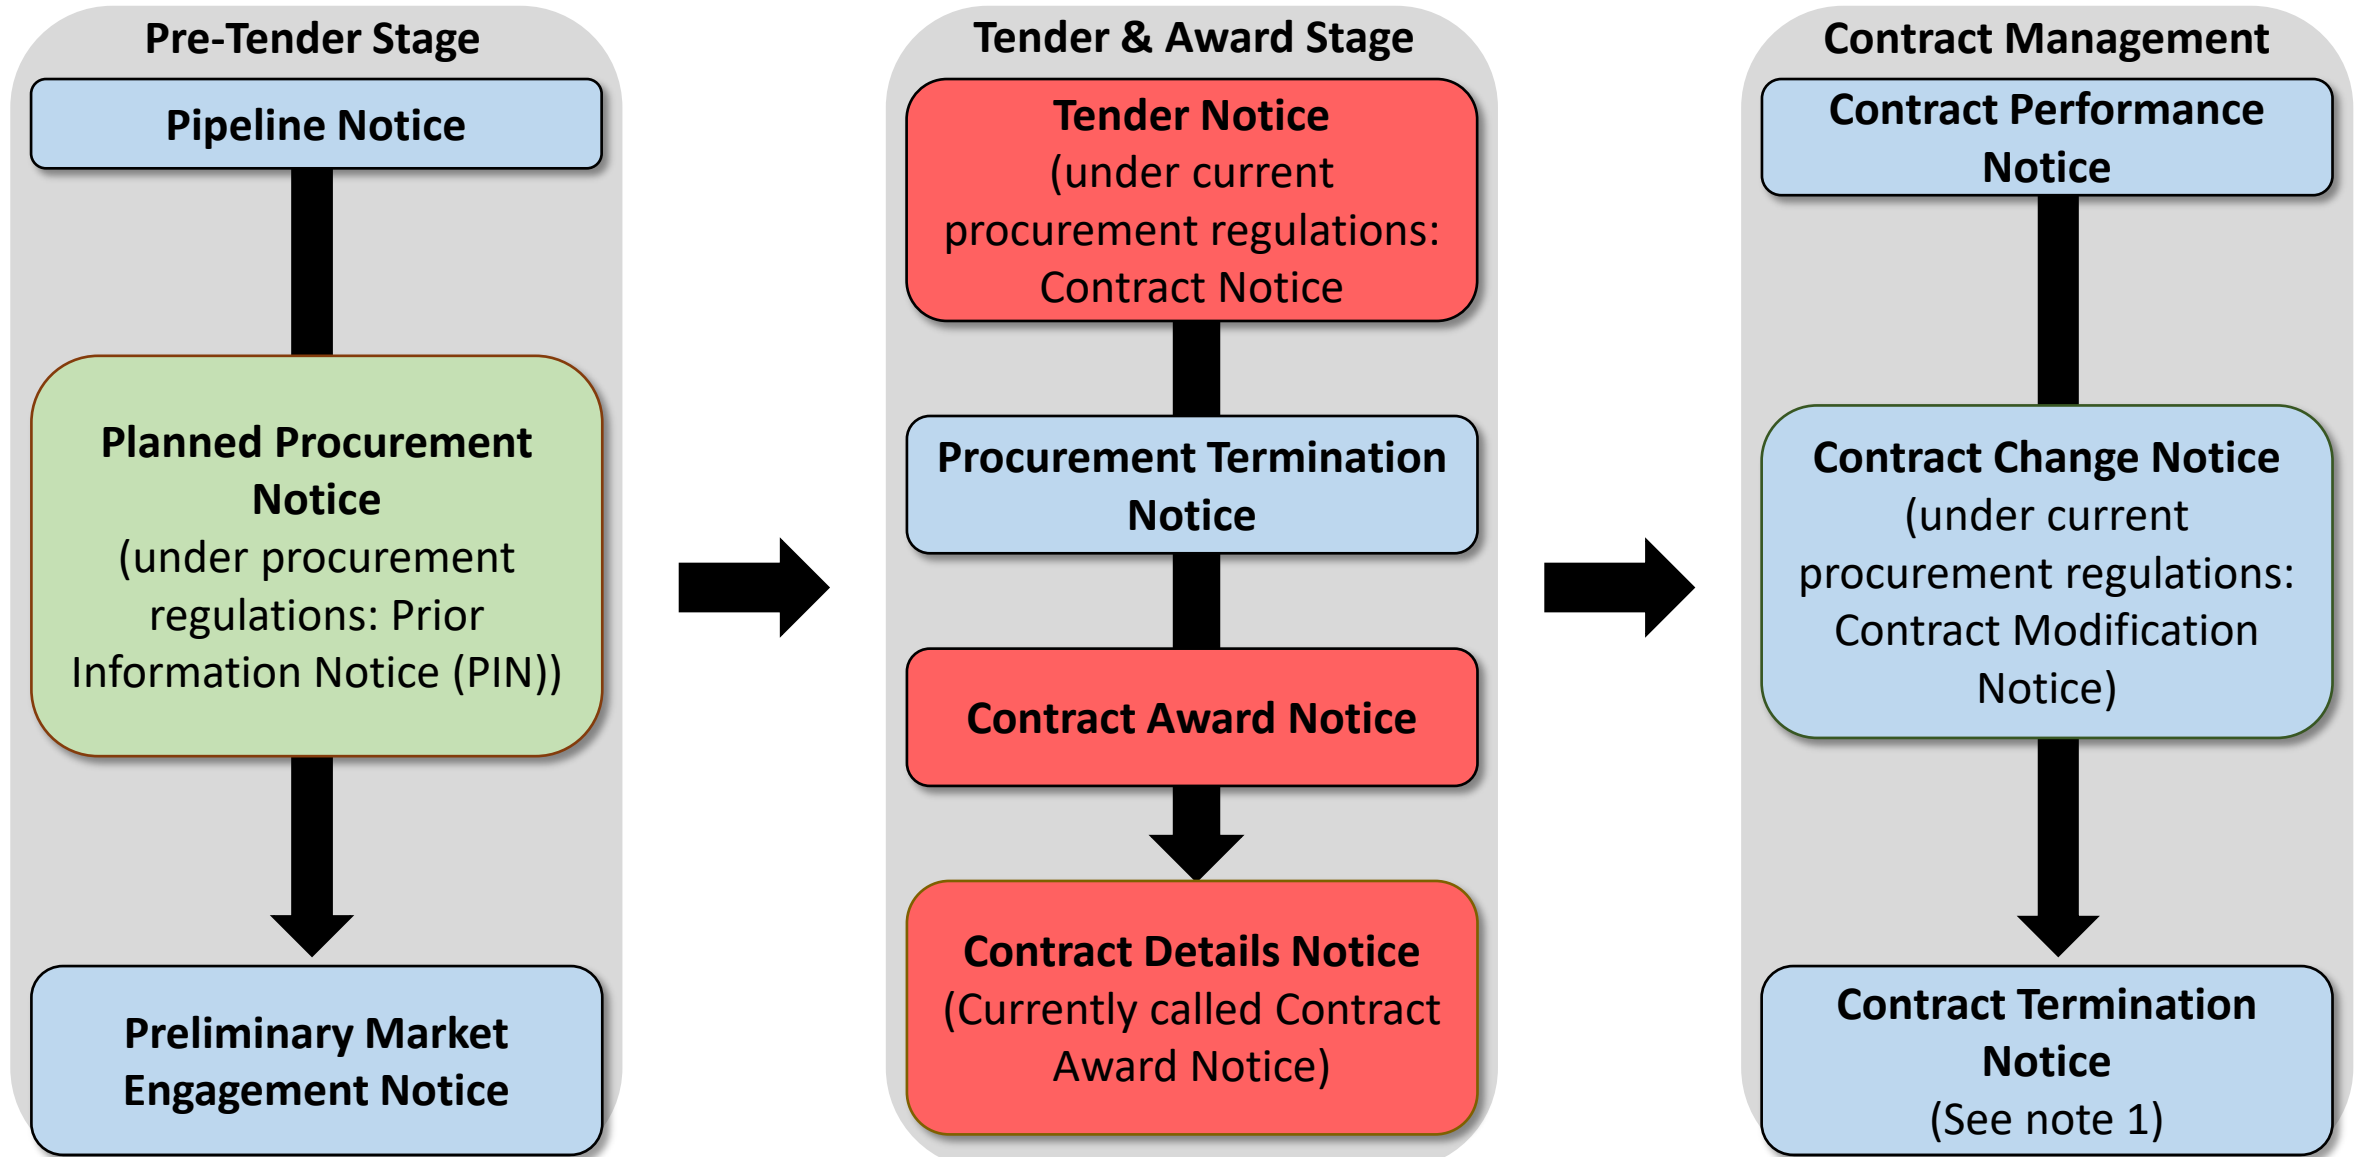 Pre-Tender Stage
Pipeline Notice
Planned Procurement
Notice
(under procurement
regulations: Prior
Information Notice (PIN))
Preliminary Market
Engagement Notice
Tender & Award Stage
Tender Notice
(under current
procurement regulations:
Contract Notice
Procurement Termination
Notice
Contract Award Notice
Contract Details Notice
(Currently called Contract
Award Notice)
Contract Management
Contract Performance
Notice
Contract Change Notice
(under current
procurement regulations:
Contract Modification
Notice)
Contract Termination
Notice
(See note 1)